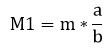 M1 = m * a/b